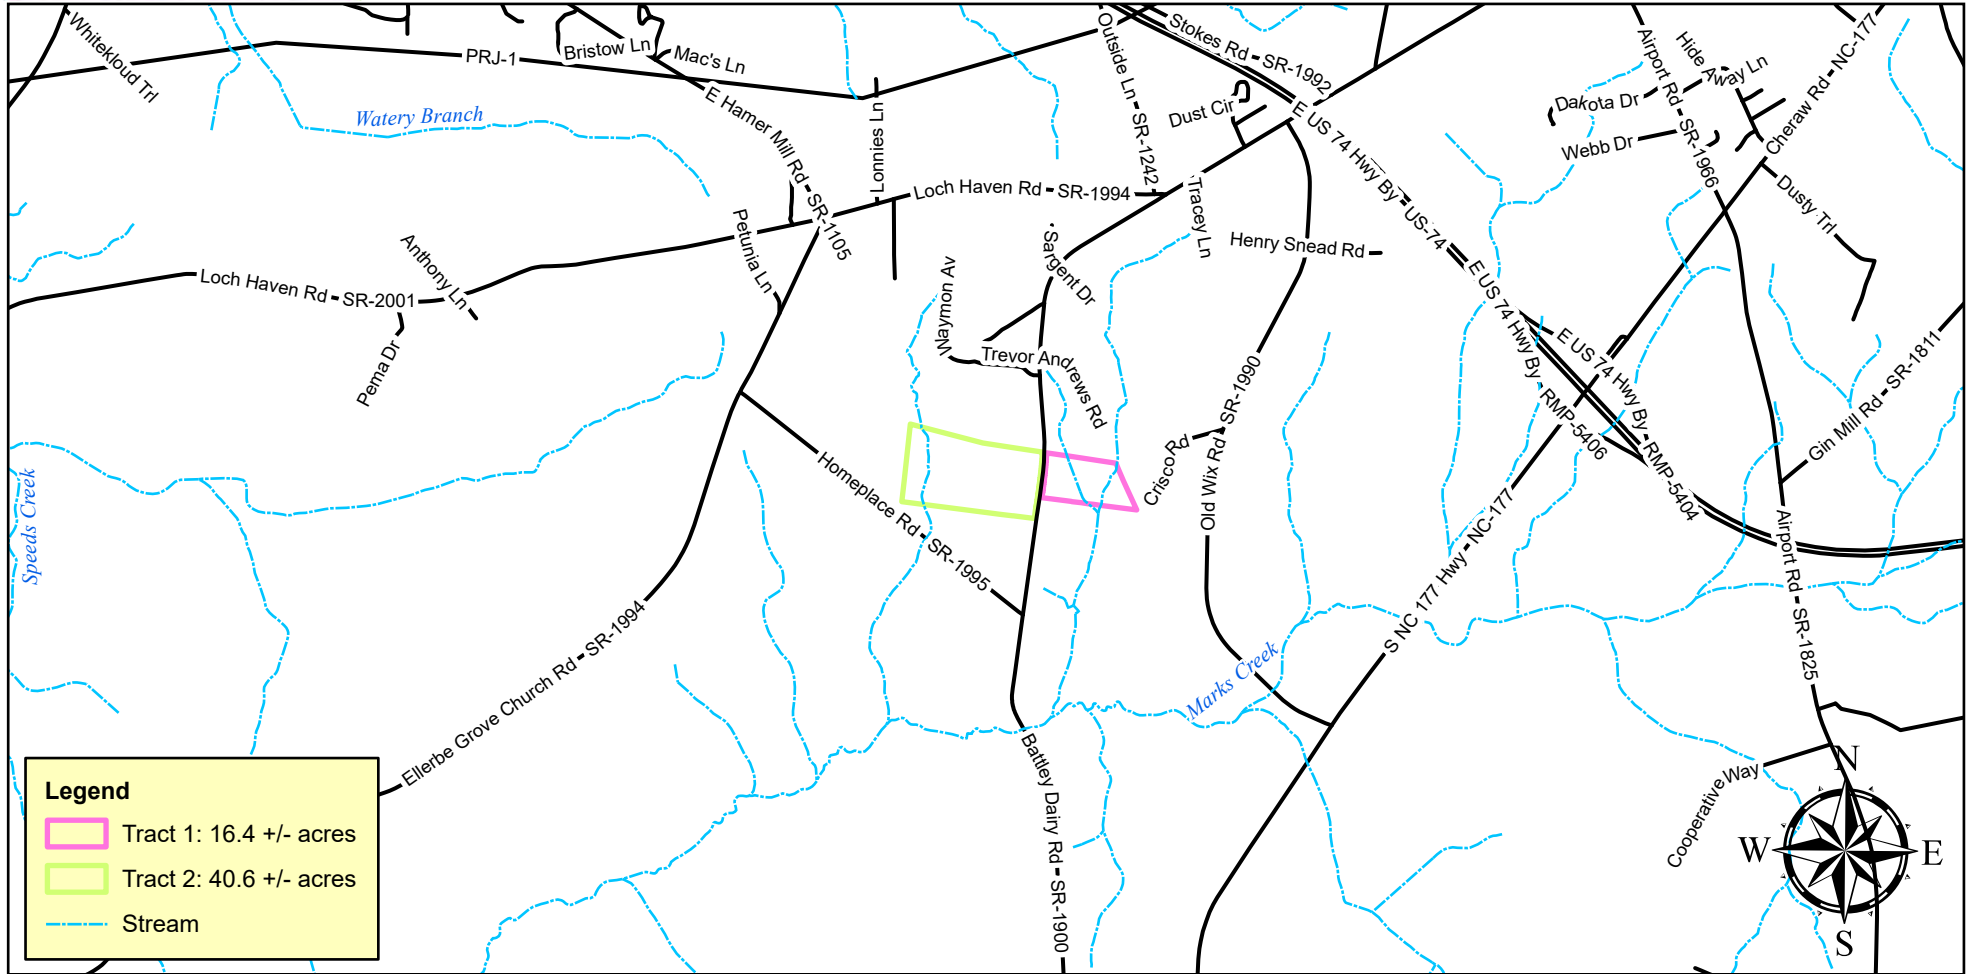 Whitekloud Trl
PRJ-1
Bristow Ln
Mac's Ln
E Hamer Mill Rd - SR-1105
Watery Branch
Lonnies Ln
Outside Ln - SR-1242
Stokes Rd - SR-1992
Dust Cir
E US 74 Hwy By - US-74
Airport Rd - SR-1966
Hide Away Ln
Dakota Dr
Webb Dr
Cheraw Rd - NC-177
Dusty Trl
Loch Haven Rd - SR-1994
Tracey Ln
Henry Snead Rd
Petunia Ln
Anthony Ln
Loch Haven Rd - SR-2001
Pema Dr
Waymon Av
Sargent Dr
Trevor Andrews Rd
E US 74 Hwy By - RMP-5406
E US 74 Hwy By - RMP-5404
Gin Mill Rd - SR-1811
Old Wix Rd - SR-1990
Crisco Rd
Homeplace Rd - SR-1995
Speeds Creek
S NC 177 Hwy - NC-177
Airport Rd - SR-1825
Ellerbe Grove Church Rd - SR-1994
Marks Creek
Battley Dairy Rd - SR-1900
Cooperative Way
N
W
E
S
Legend
Tract 1: 16.4 +/- acres
Tract 2: 40.6 +/- acres
Stream